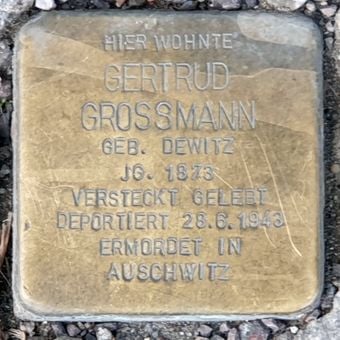 HIER WOHNTE
GERTRUD
GROSSMANN
GEB. DEWITZ
JG. 1873
VERSTECKT GELEBT
DEPORTIERT 28.6.1943
ERMORDET IN
AUSCHWITZ